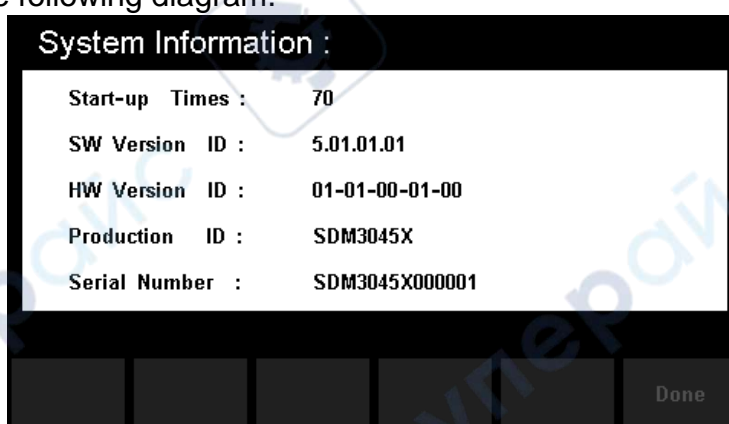 following diagram.
System Information :
Start-up Times : 70
SW Version ID : 5.01.01.01
HW Version ID : 01-01-00-01-00
Production ID : SDM3045X
Serial Number : SDM3045X000001
Done